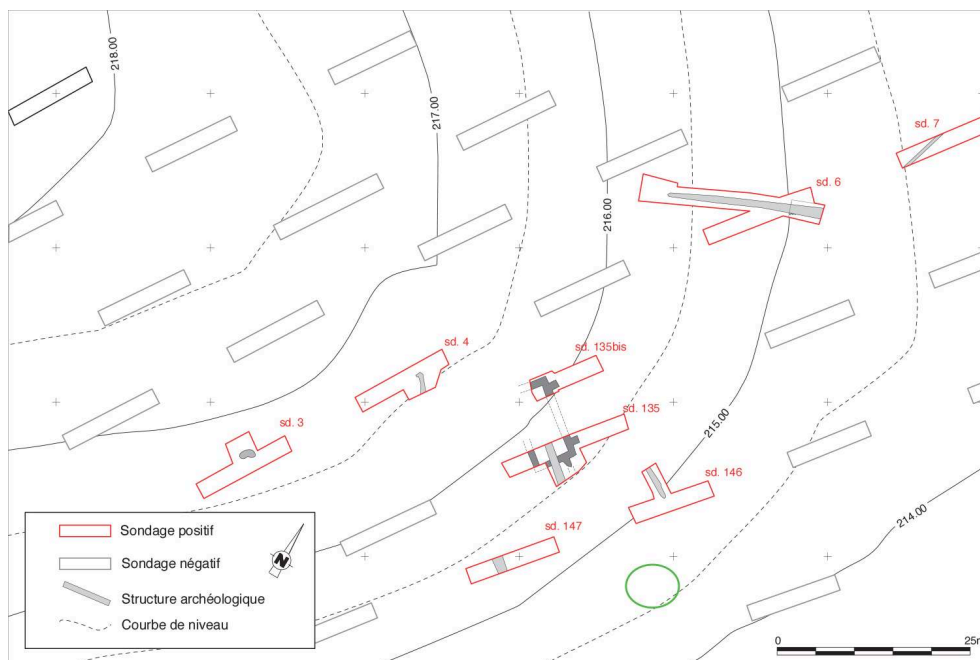 218.00
217.00
216.00
215.00
214.00
sd. 7
sd. 6
sd. 4
sd. 135bis
sd. 135
sd. 3
sd. 146
sd. 147
Sondage positif
Sondage négatif
Structure archéologique
Courbe de niveau
N
0 25m